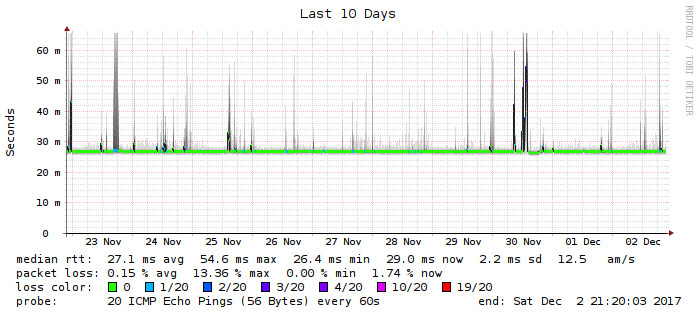 Last 10 Days
RRDTOOL / TOBI OETIKER
Seconds
60 m
50 m
40 m
30 m
20 m
10 m
0
23 Nov 24 Nov 25 Nov 26 Nov 27 Nov 28 Nov 29 Nov 30 Nov 01 Dec 02 Dec
median rtt: 27.1 ms avg 54.6 ms max 26.4 ms min 29.0 ms now 2.2 ms sd 12.5 am/s
packet loss: 0.15 % avg 13.36 % max 0.00 % min 1.74 % now
loss color: 0 1/20 2/20 3/20 4/20 10/20 19/20
probe: 20 ICMP Echo Pings (56 Bytes) every 60s end: Sat Dec 2 21:20:03 2017